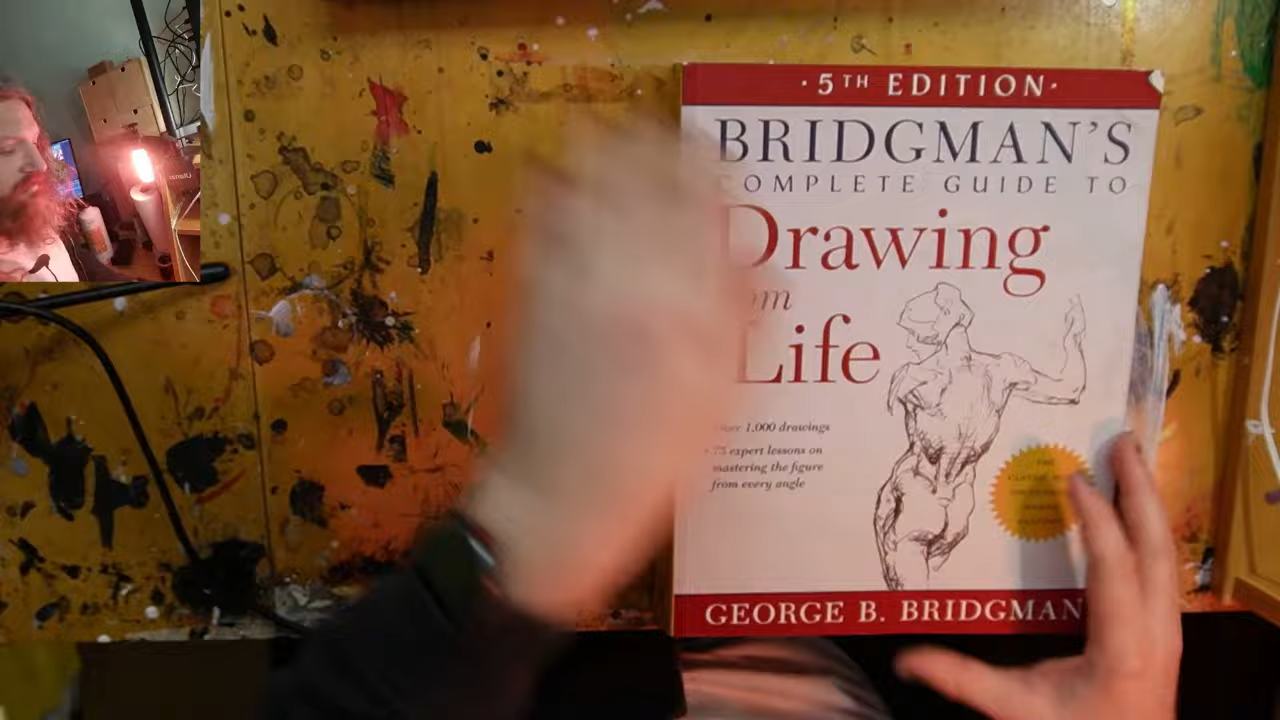 · 5TH EDITION ·
BRIDGMAN'S
COMPLETE GUIDE TO
Drawing
Life
1,000 drawings
73 expert lessons on
mastering the figure
from every angle
GEORGE B. BRIDGMAN